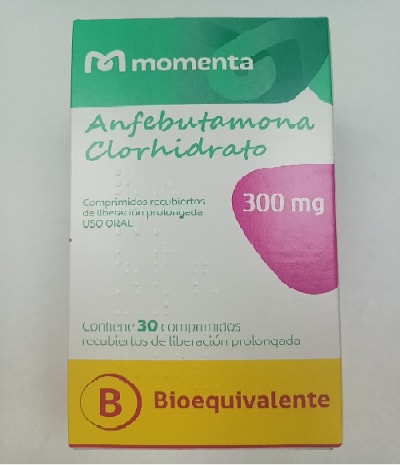 momenta
Anfebutamona
Clorhidrato
Comprimidos recubiertos
de liberación prolongada
USO ORAL
300 mg
Contiene 30 comprimidos
recubiertos de liberación prolongada
B Bioequivalente